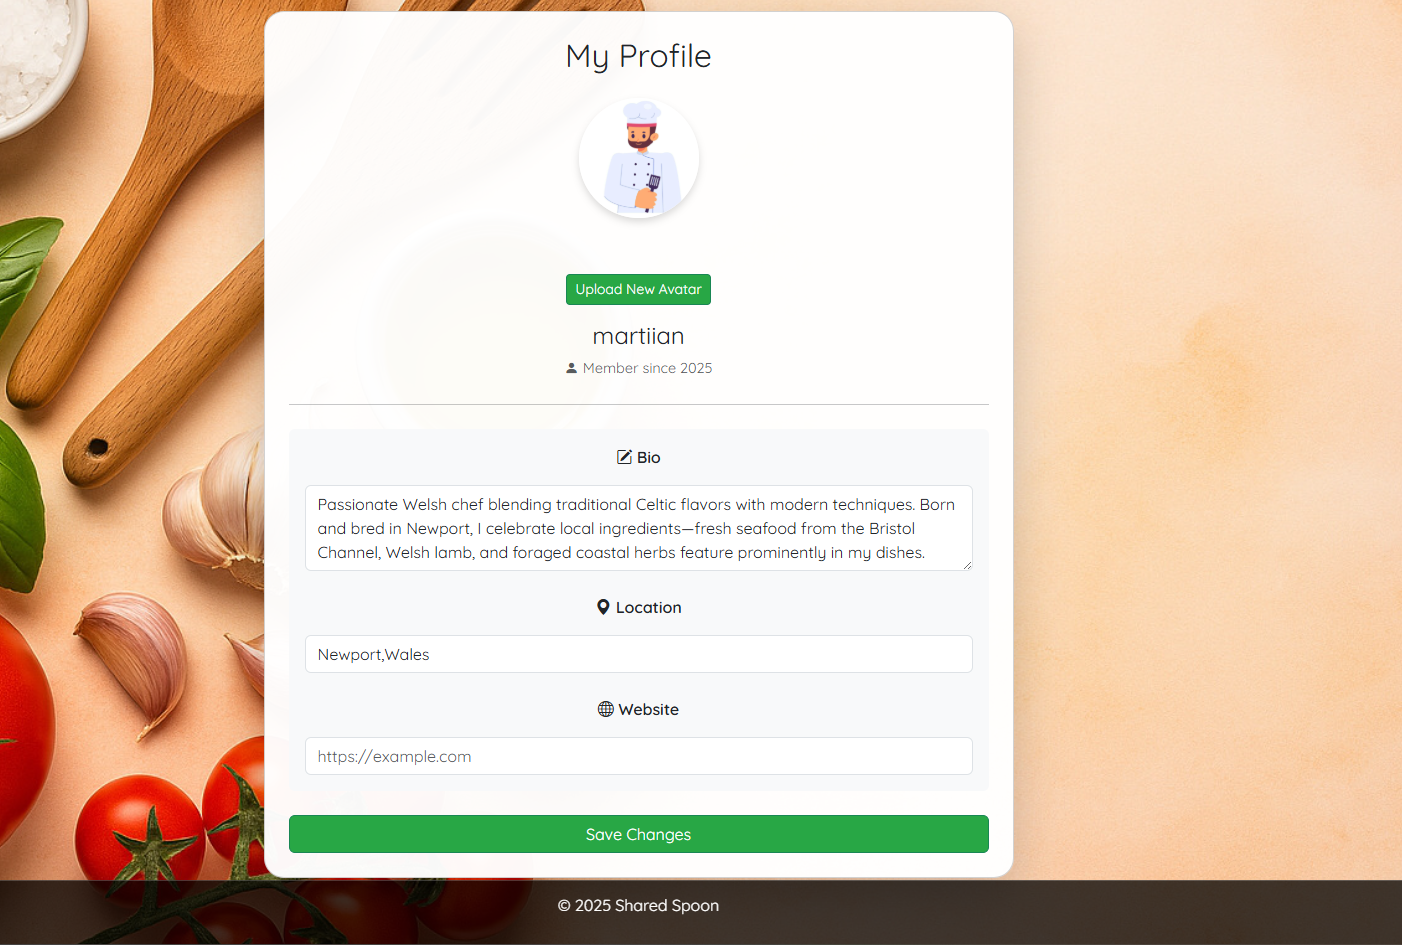 My Profile
Upload New Avatar
martiian
Member since 2025
Bio
Passionate Welsh chef blending traditional Celtic flavors with modern techniques. Born
and bred in Newport, I celebrate local ingredients—fresh seafood from the Bristol
Channel, Welsh lamb, and foraged coastal herbs feature prominently in my dishes.
Location
Newport,Wales
Website
https://example.com
Save Changes
© 2025 Shared Spoon